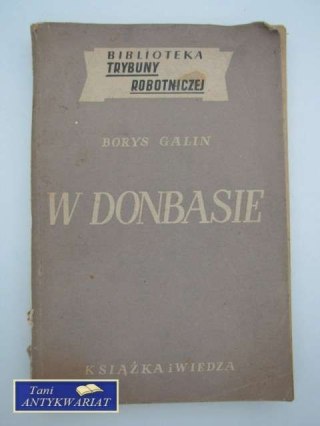 BIBLIOTEKA
TRYBUNY
ROBOTNICZEJ
BORYS GALIN
W DONBASIE
KSIĄŻKA i WIEDZA
Tani
ANTYKWARIAT